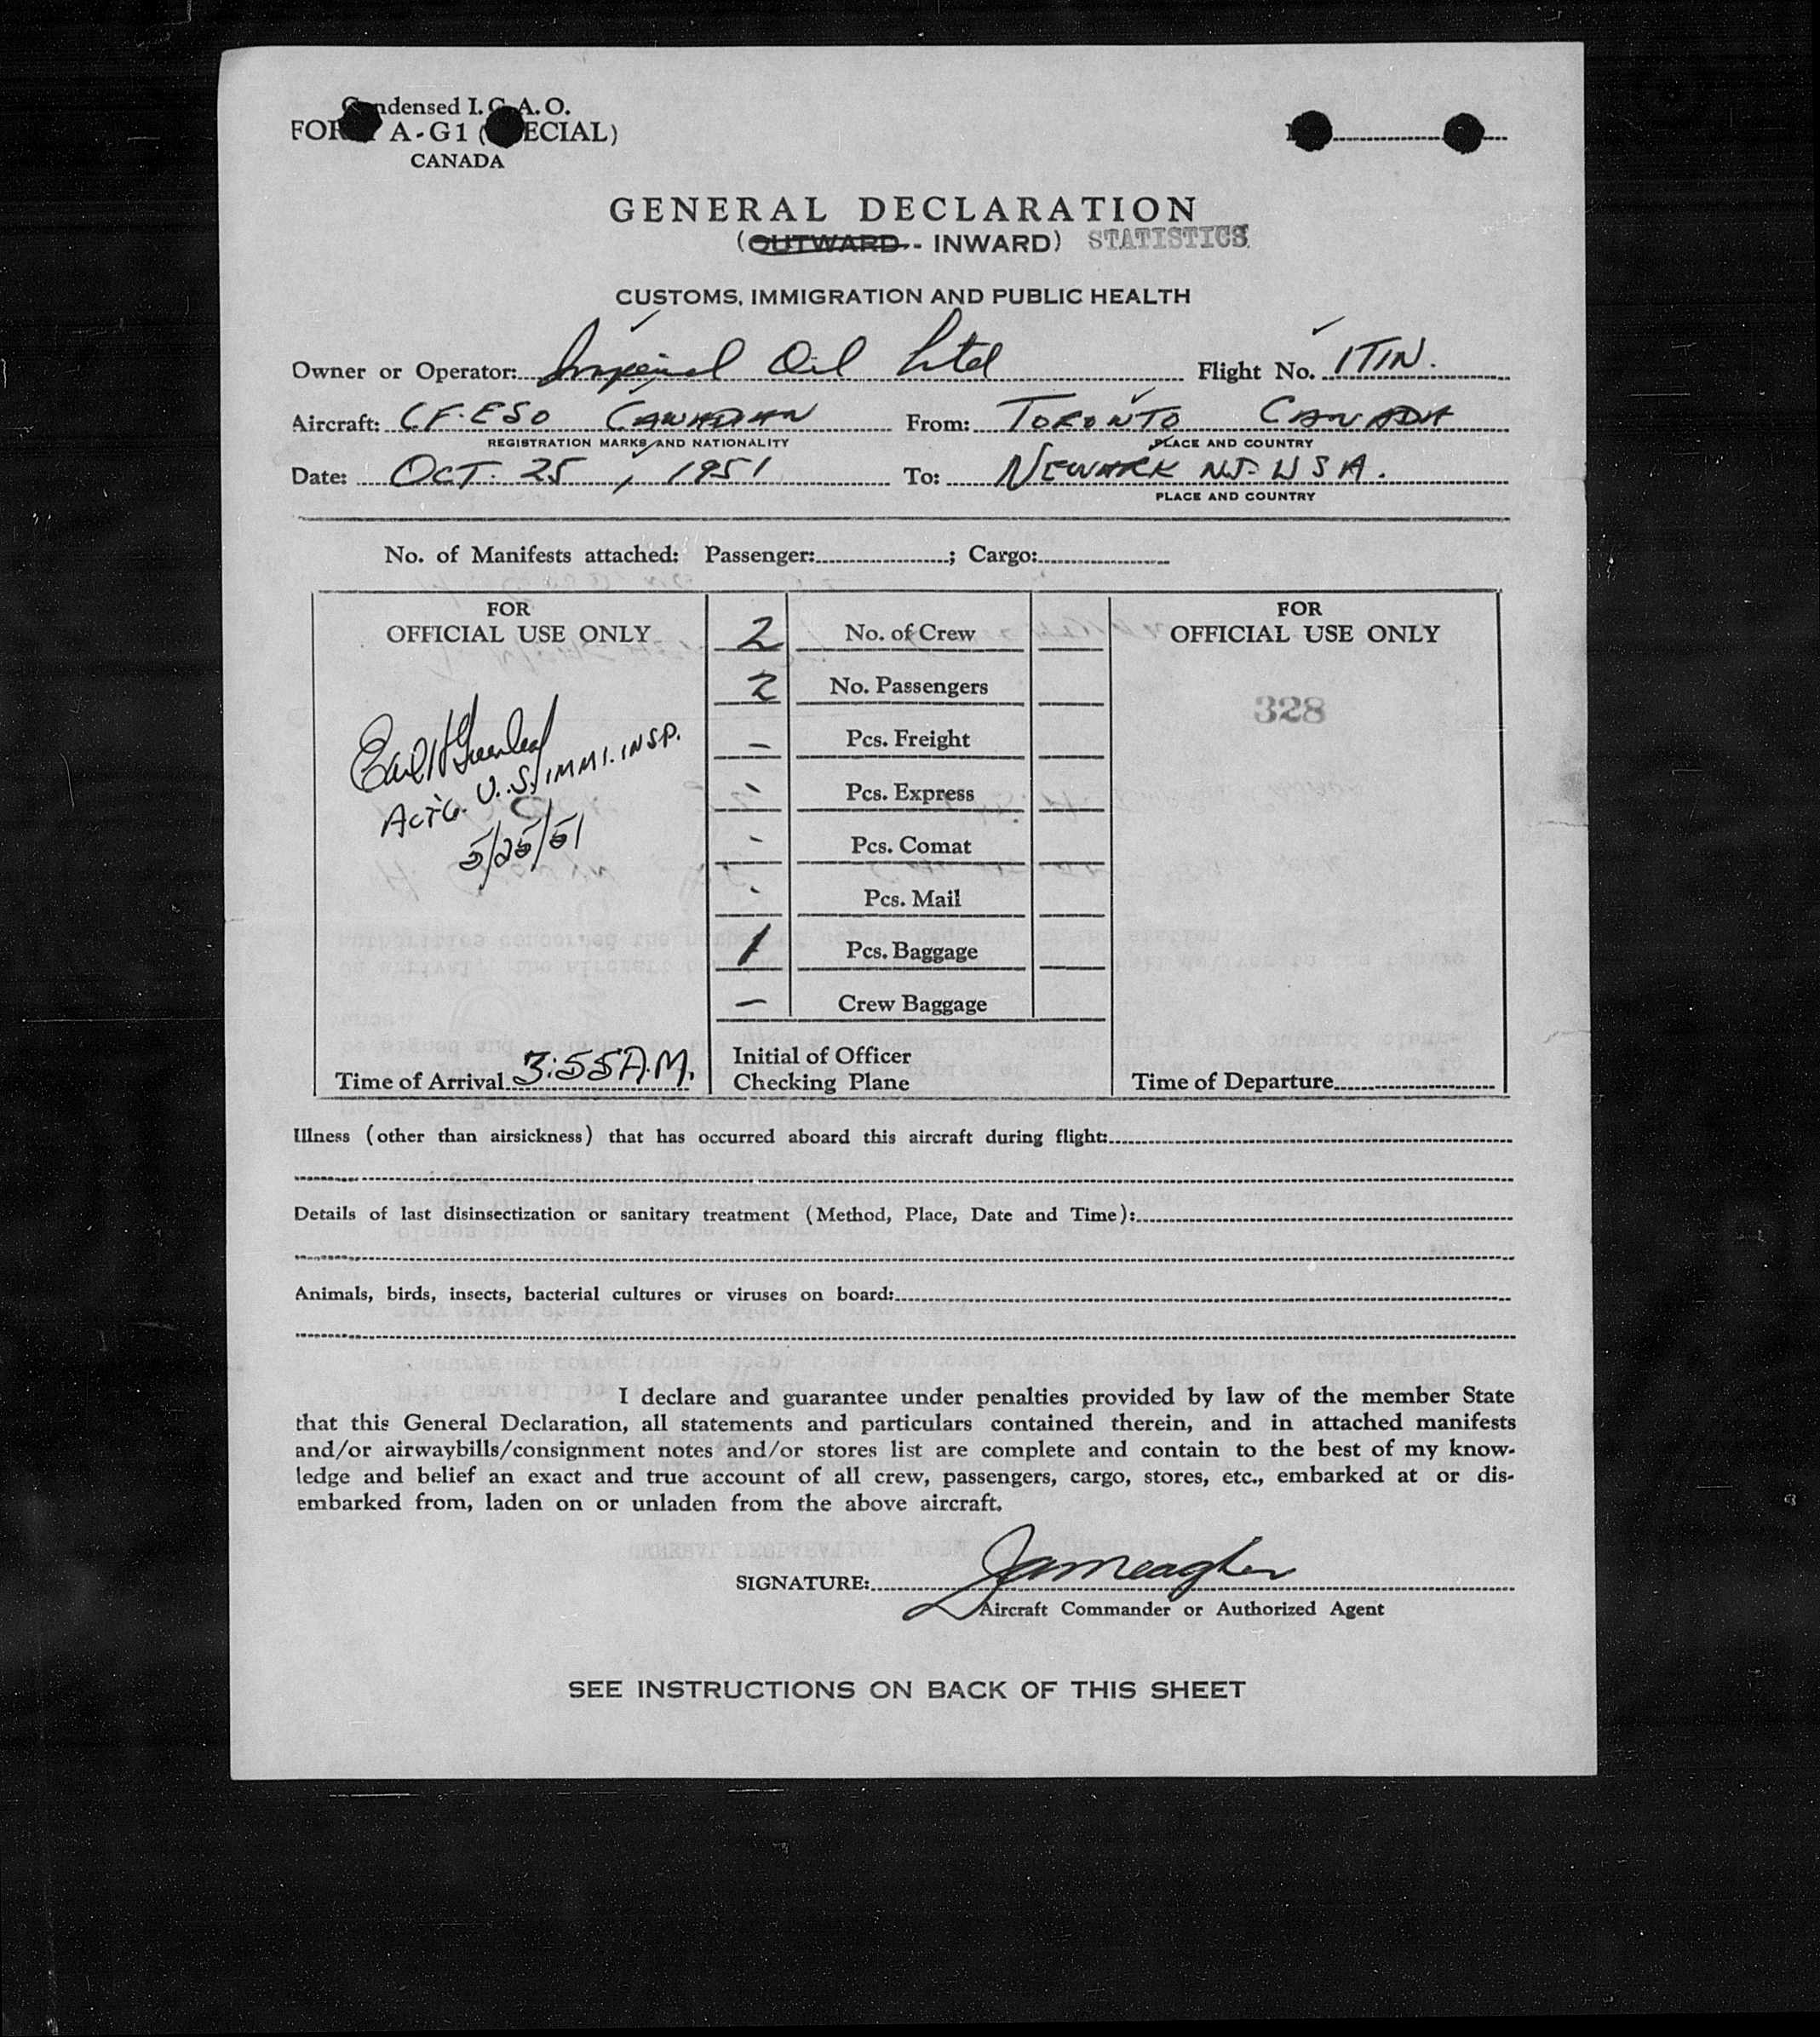 Condensed I.C.A.O.
FORM A-G1 (SPECIAL)
CANADA
GENERAL DECLARATION
(OUTWARD - INWARD) STATISTICS
CUSTOMS, IMMIGRATION AND PUBLIC HEALTH
Owner or Operator: Imperial Oil Ltd Flight No. ITIN.
Aircraft: CF-ESO CANADIAN From: TORONTO CANADA
REGISTRATION MARKS AND NATIONALITY PLACE AND COUNTRY
Date: OCT. 25, 1951 To: NEWARK N.J. U S A.
PLACE AND COUNTRY
No. of Manifests attached: Passenger: ; Cargo:
FOR OFFICIAL USE ONLY
2 No. of Crew
2 No. Passengers
- Pcs. Freight
- Pcs. Express
- Pcs. Comat
- Pcs. Mail
1 Pcs. Baggage
- Crew Baggage
Earl H
Act'g. U.S. IMMI. INSP.
5/25/51
Time of Arrival 3:55 A.M.
Initial of Officer
Checking Plane
FOR
OFFICIAL USE ONLY
328
Time of Departure
Illness (other than airsickness) that has occurred aboard this aircraft during flight:
Details of last disinsectization or sanitary treatment (Method, Place, Date and Time):
Animals, birds, insects, bacterial cultures or viruses on board:
I declare and guarantee under penalties provided by law of the member State
that this General Declaration, all statements and particulars contained therein, and in attached manifests
and/or airwaybills/consignment notes and/or stores list are complete and contain to the best of my know-
ledge and belief an exact and true account of all crew, passengers, cargo, stores, etc., embarked at or dis-
embarked from, laden on or unladen from the above aircraft.
SIGNATURE: JaMeagher
Aircraft Commander or Authorized Agent
SEE INSTRUCTIONS ON BACK OF THIS SHEET